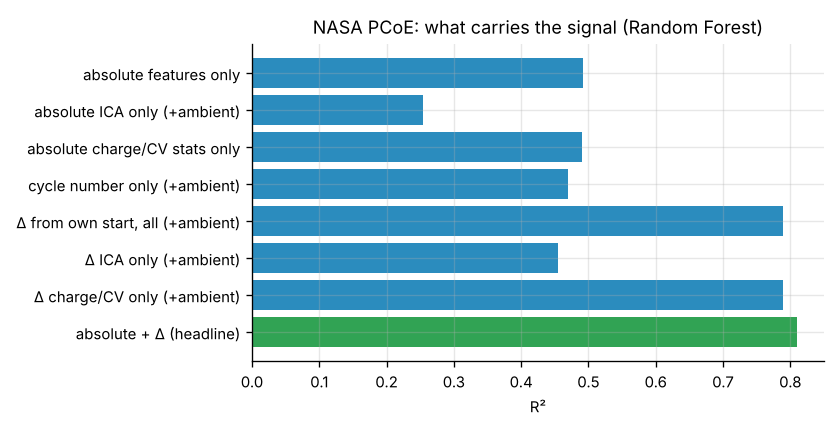 NASA PCoE: what carries the signal (Random Forest)
absolute features only
absolute ICA only (+ambient)
absolute charge/CV stats only
cycle number only (+ambient)
Δ from own start, all (+ambient)
Δ ICA only (+ambient)
Δ charge/CV only (+ambient)
absolute + Δ (headline)
0.0 0.1 0.2 0.3 0.4 0.5 0.6 0.7 0.8
R²